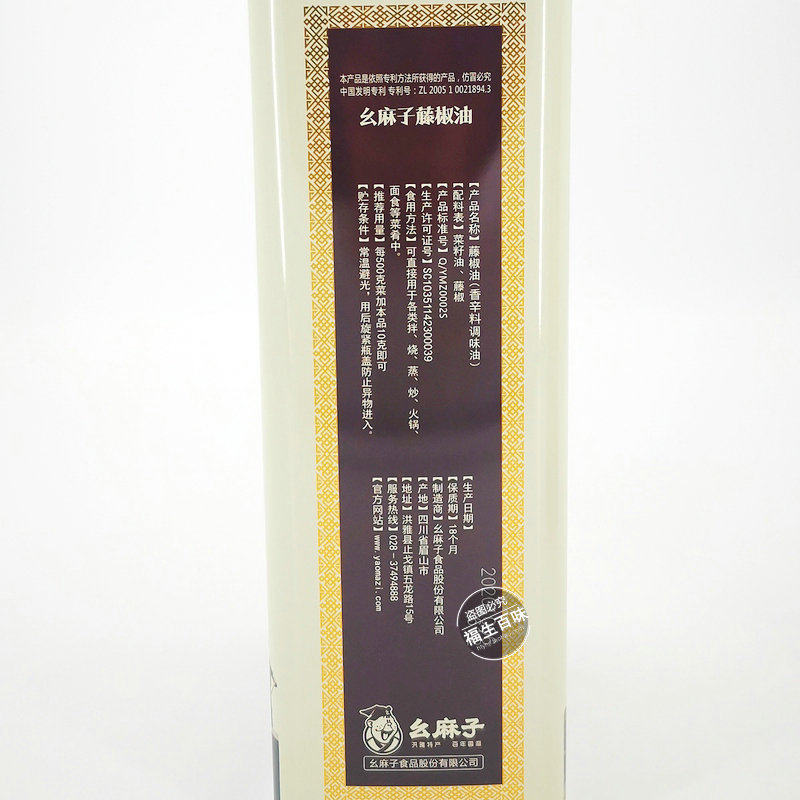 本产品是依照专利方法所获得的产品，仿冒必究
中国发明专利 专利号：ZL 2005 1 0021894.3
幺麻子藤椒油
【产品名称】藤椒油（香辛料调味油）
【配料表】菜籽油、藤椒
【产品标准号】Q/YMZ0002S
【生产许可证号】SC10351142300039
【食用方法】可直接用于各类拌、烧、蒸、炒、火锅、
面食等菜肴中。
【推荐用量】每500克菜加本品10克即可
【贮存条件】常温避光，用后旋紧瓶盖防止异物进入。
【生产日期】
【保质期】18个月
【制造商】幺麻子食品股份有限公司
【产地】四川省眉山市
【地址】洪雅县止戈镇五龙路15号
【服务热线】028-37494888
【官方网站】www.yaomazi.com
202
盗图必究
福生百味
幺麻子
洪雅特产 百年留香
幺麻子食品股份有限公司